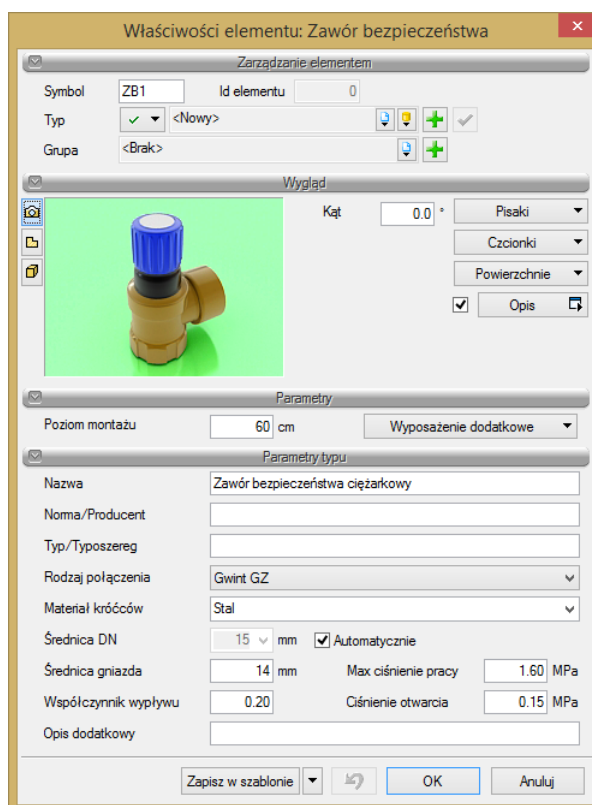 Właściwości elementu: Zawór bezpieczeństwa
Zarządzanie elementem
Symbol ZB1 Id elementu 0
Typ <Nowy>
Grupa <Brak>
Wygląd
Kąt 0.0 ° Pisaki
Czcionki
Powierzchnie
Opis
Parametry
Poziom montażu 60 cm Wyposażenie dodatkowe
Parametry typu
Nazwa Zawór bezpieczeństwa ciężarkowy
Norma/Producent
Typ/Typoszereg
Rodzaj połączenia Gwint GZ
Materiał króćców Stal
Średnica DN 15 mm Automatycznie
Średnica gniazda 14 mm Max ciśnienie pracy 1.60 MPa
Współczynnik wypływu 0.20 Ciśnienie otwarcia 0.15 MPa
Opis dodatkowy
Zapisz w szablonie OK Anuluj